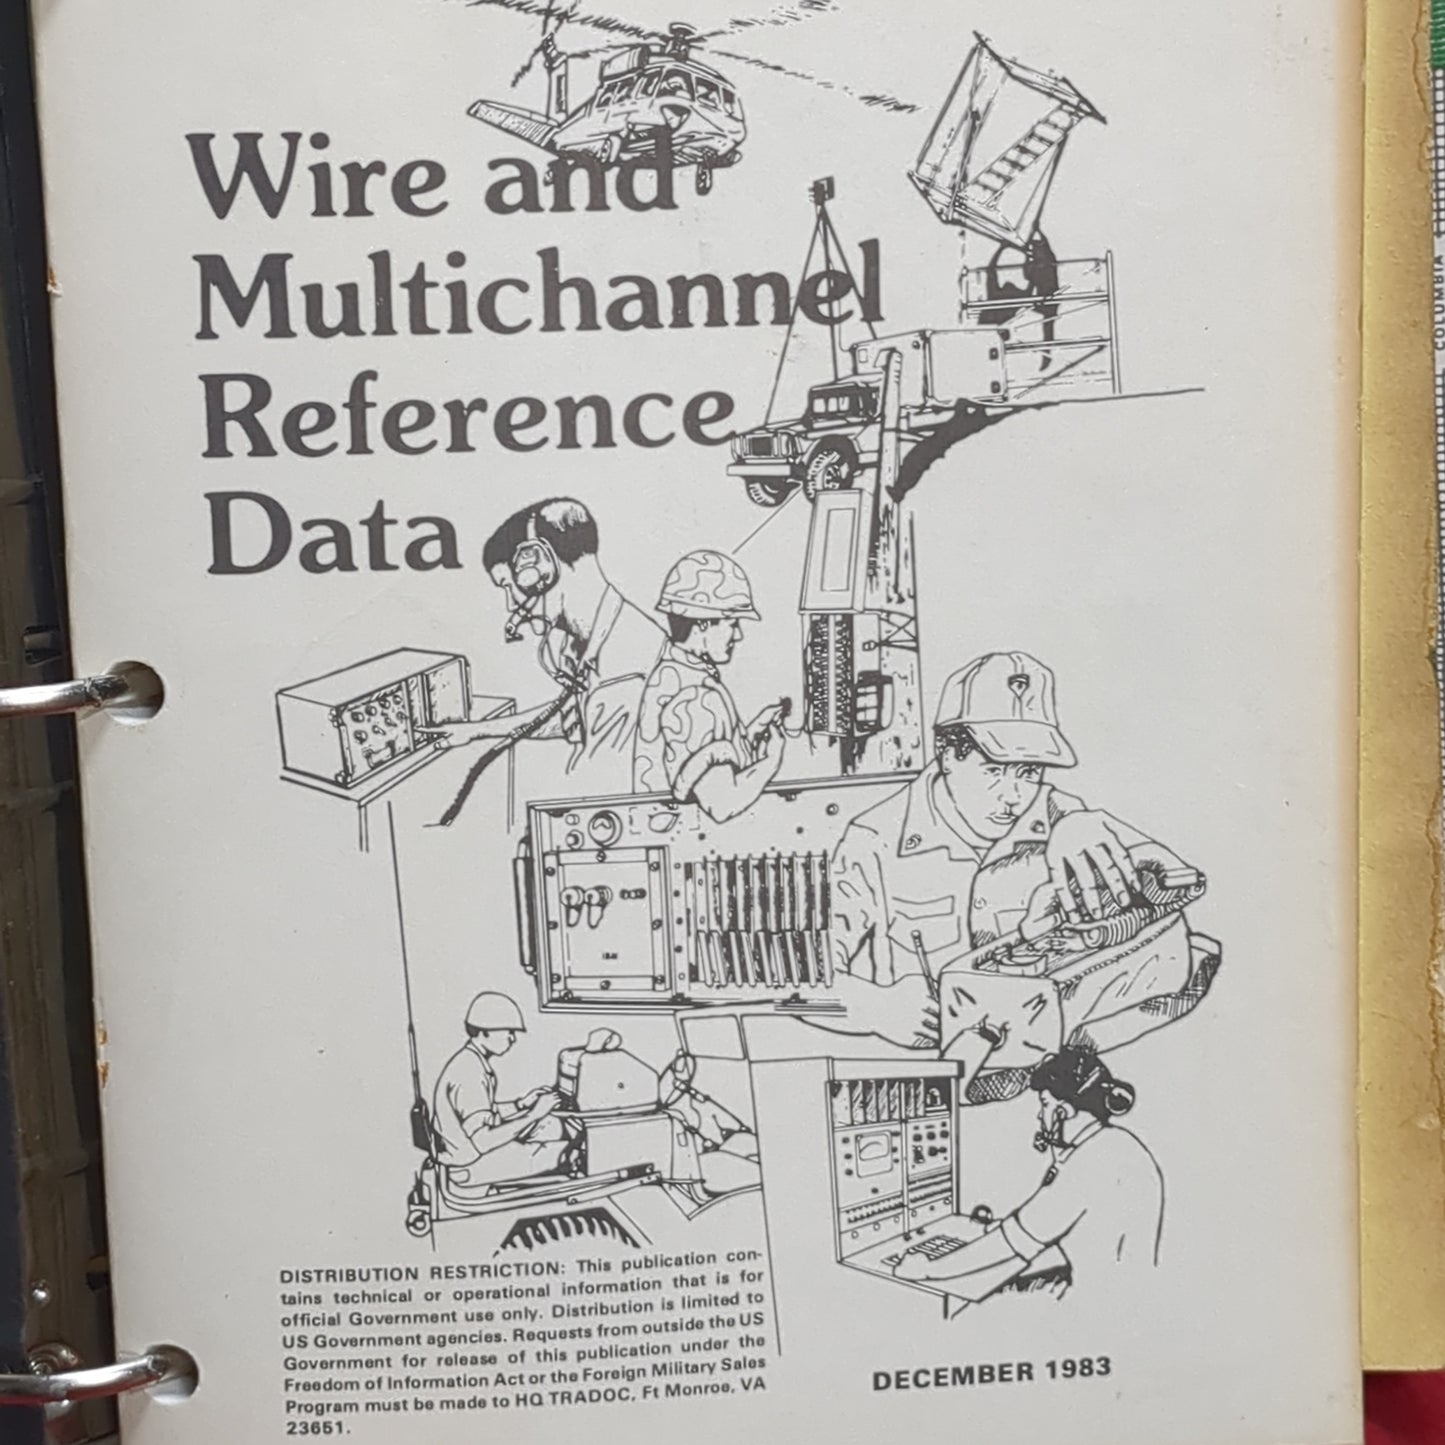 Wire and
Multichannel
Reference
Data
DISTRIBUTION RESTRICTION: This publication con-
tains technical or operational information that is for
official Government use only. Distribution is limited to
US Government agencies. Requests from outside the US
Government for release of this publication under the
Freedom of Information Act or the Foreign Military Sales
Program must be made to HQ TRADOC, Ft Monroe, VA
23651.
DECEMBER 1983
COLUMBIA